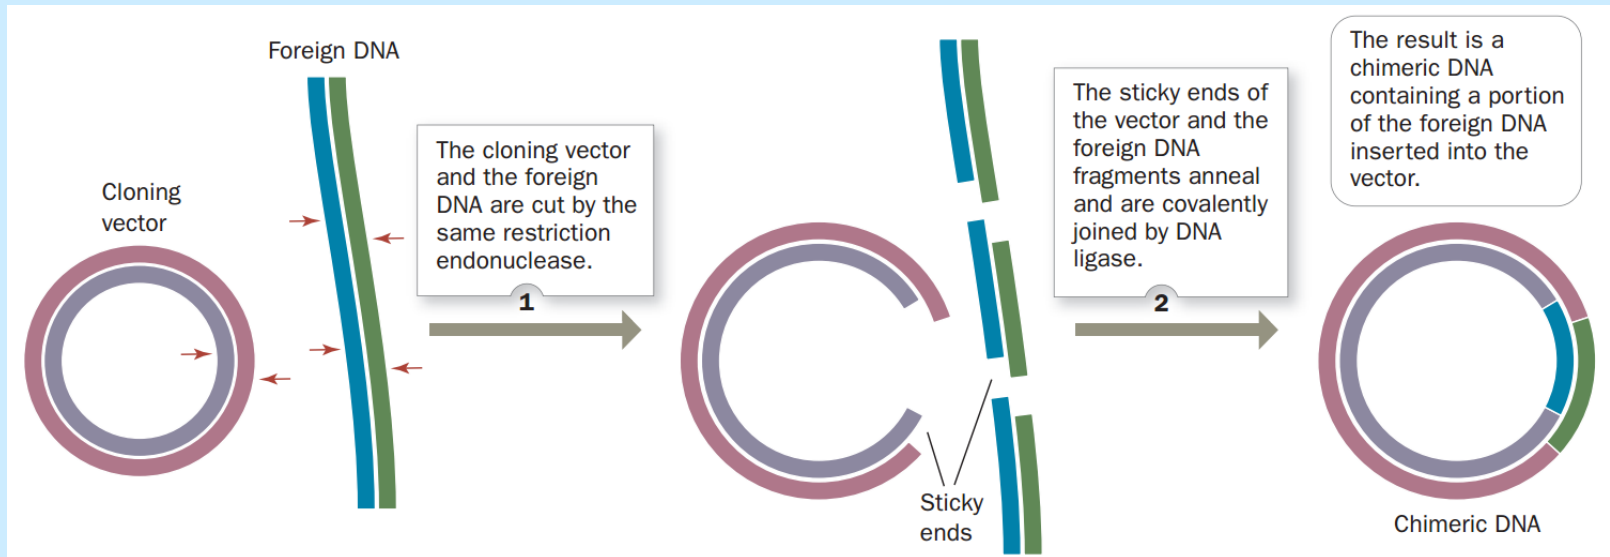 Foreign DNA
Cloning
vector
The cloning vector
and the foreign
DNA are cut by the
same restriction
endonuclease.
1
Sticky
ends
The sticky ends of
the vector and the
foreign DNA
fragments anneal
and are covalently
joined by DNA
ligase.
2
The result is a
chimeric DNA
containing a portion
of the foreign DNA
inserted into the
vector.
Chimeric DNA